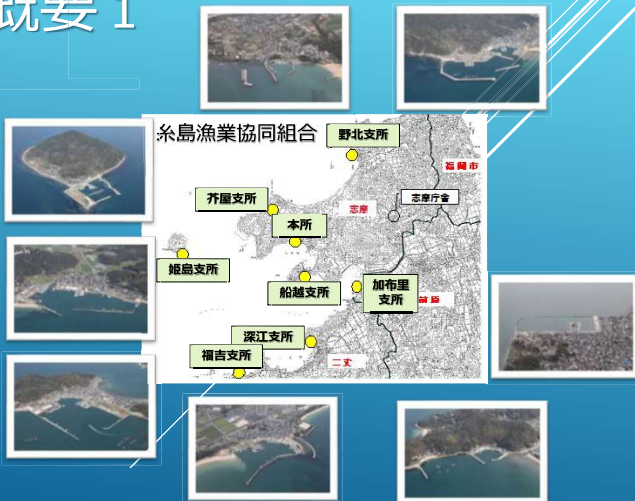 概要1
糸島漁業協同組合
野北支所
福岡市
芥屋支所
志摩
志摩庁舎
本所
姫島支所
船越支所
加布里
支所
前原
深江支所
福吉支所
二丈